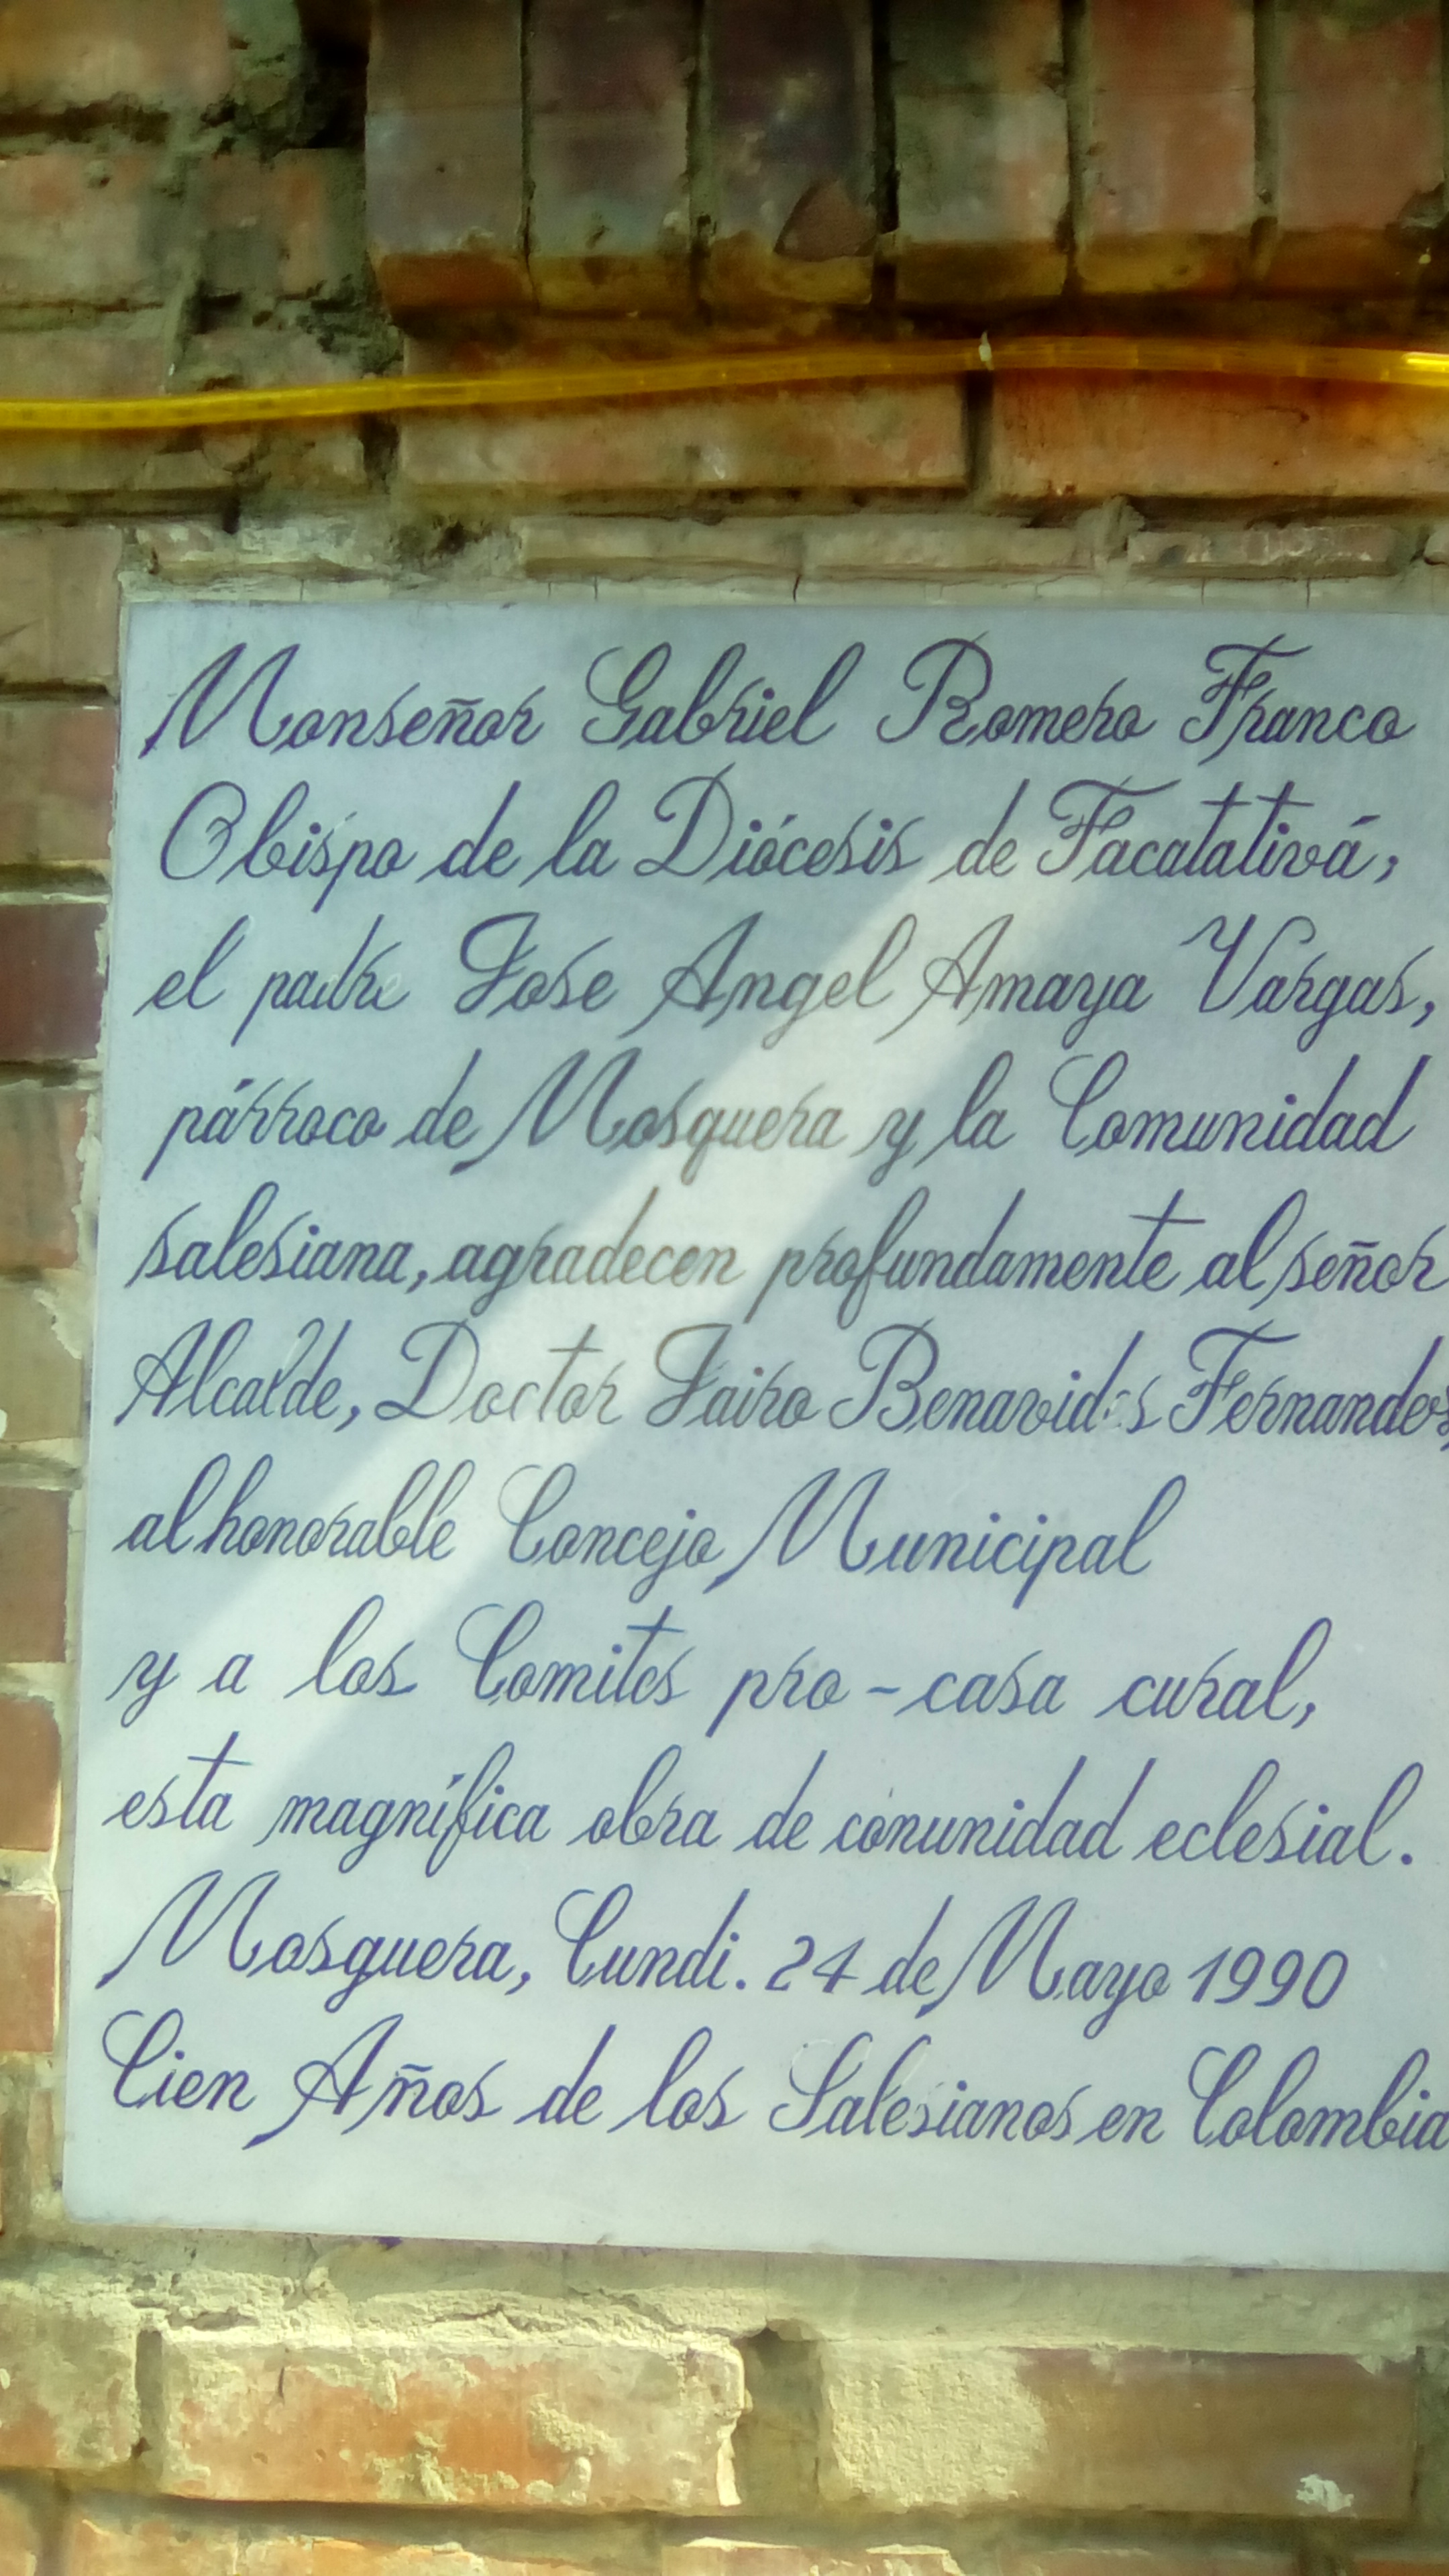 Monseñor Gabriel Romero Franco
Obispo de la Diócesis de Facatativá,
el padre Jose Angel Amaya Vargas,
párroco de Mosquera y la Comunidad
salesiana, agradecen profundamente al señor
Alcalde, Doctor Jairo Benavides Fernandes,
al honorable Concejo Municipal
y a los Comites pro-casa cural,
esta magnífica obra de comunidad eclesial.
Mosquera, Cundi. 24 de Mayo 1990
Cien Años de los Salesianos en Colombia